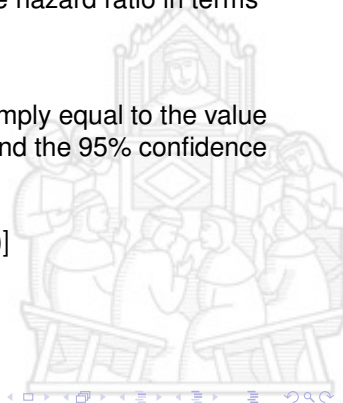 hazard ratio in terms
mply equal to the value
nd the 95% confidence
]